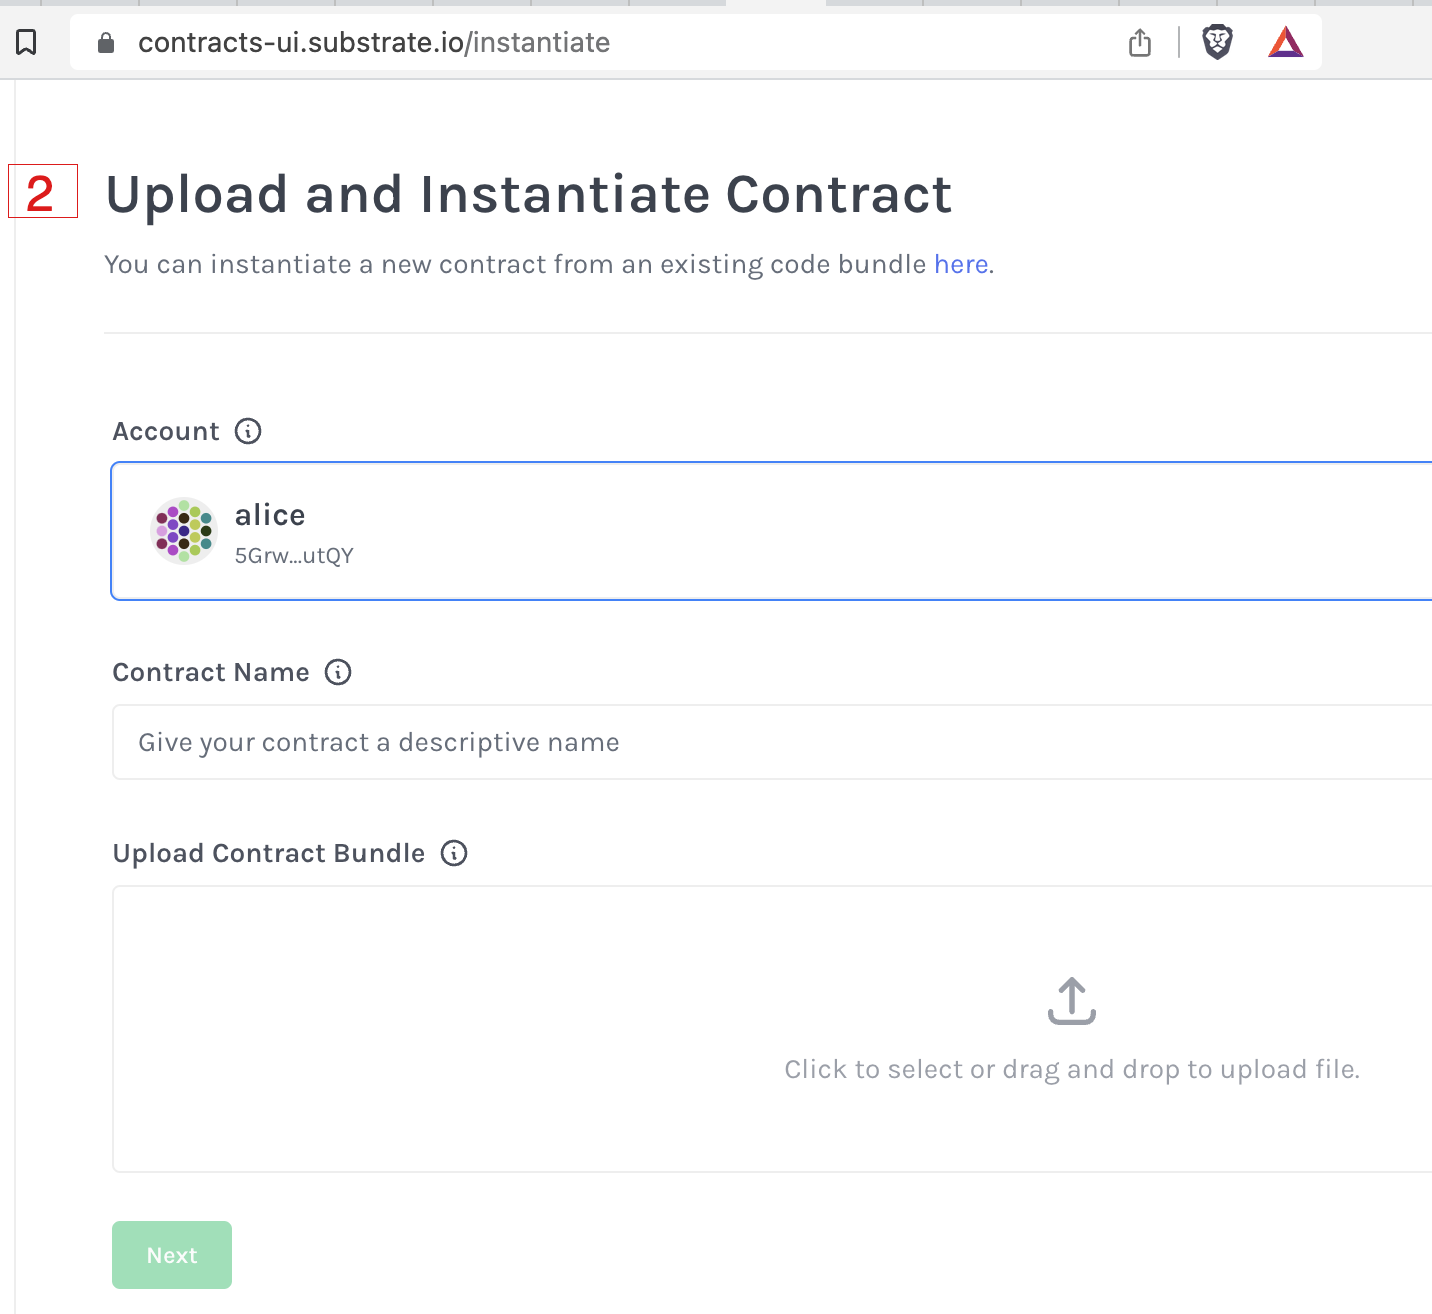 contracts-ui.substrate.io/instantiate
2
Upload and Instantiate Contract
You can instantiate a new contract from an existing code bundle here.
Account
alice
5Grw...utQY
Contract Name
Give your contract a descriptive name
Upload Contract Bundle
Click to select or drag and drop to upload file.
Next